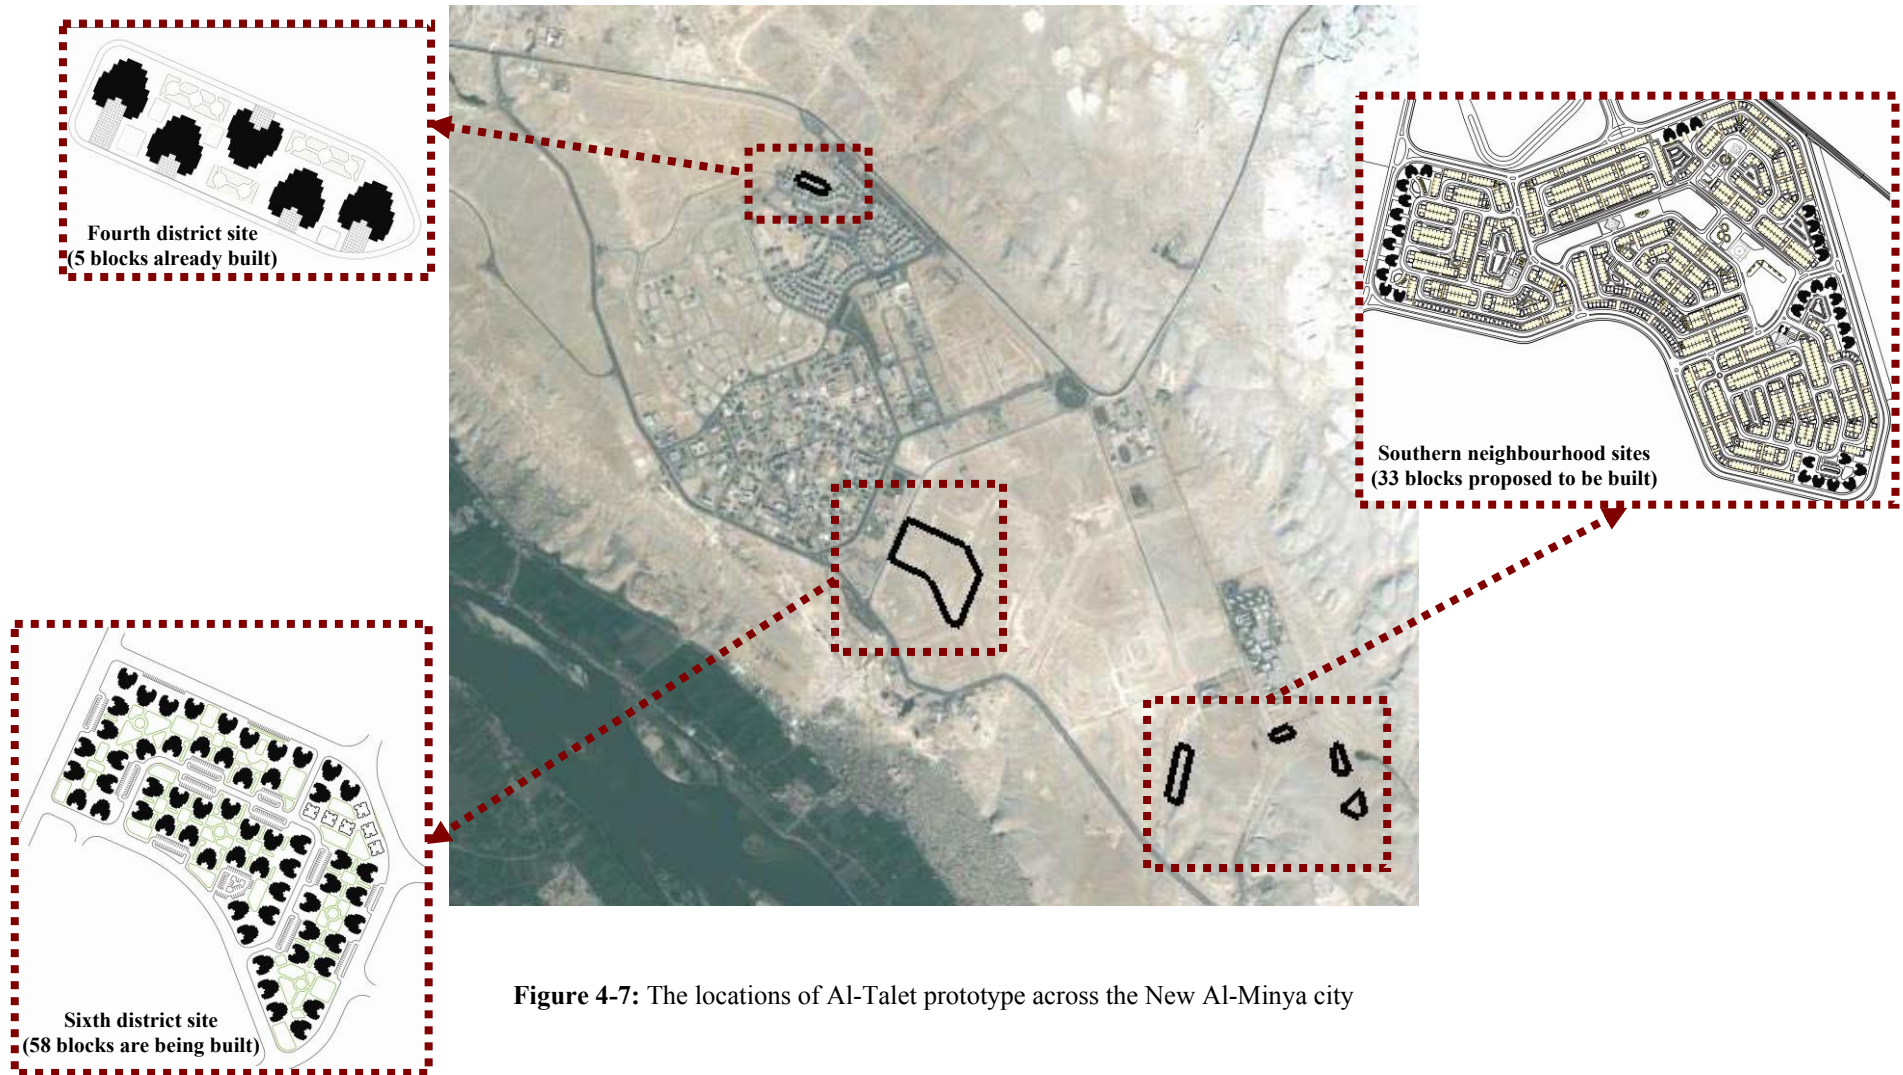 Fourth district site
(5 blocks already built)
Southern neighbourhood sites
(33 blocks proposed to be built)
Sixth district site
(58 blocks are being built)
Figure 4-7: The locations of Al-Talet prototype across the New Al-Minya city